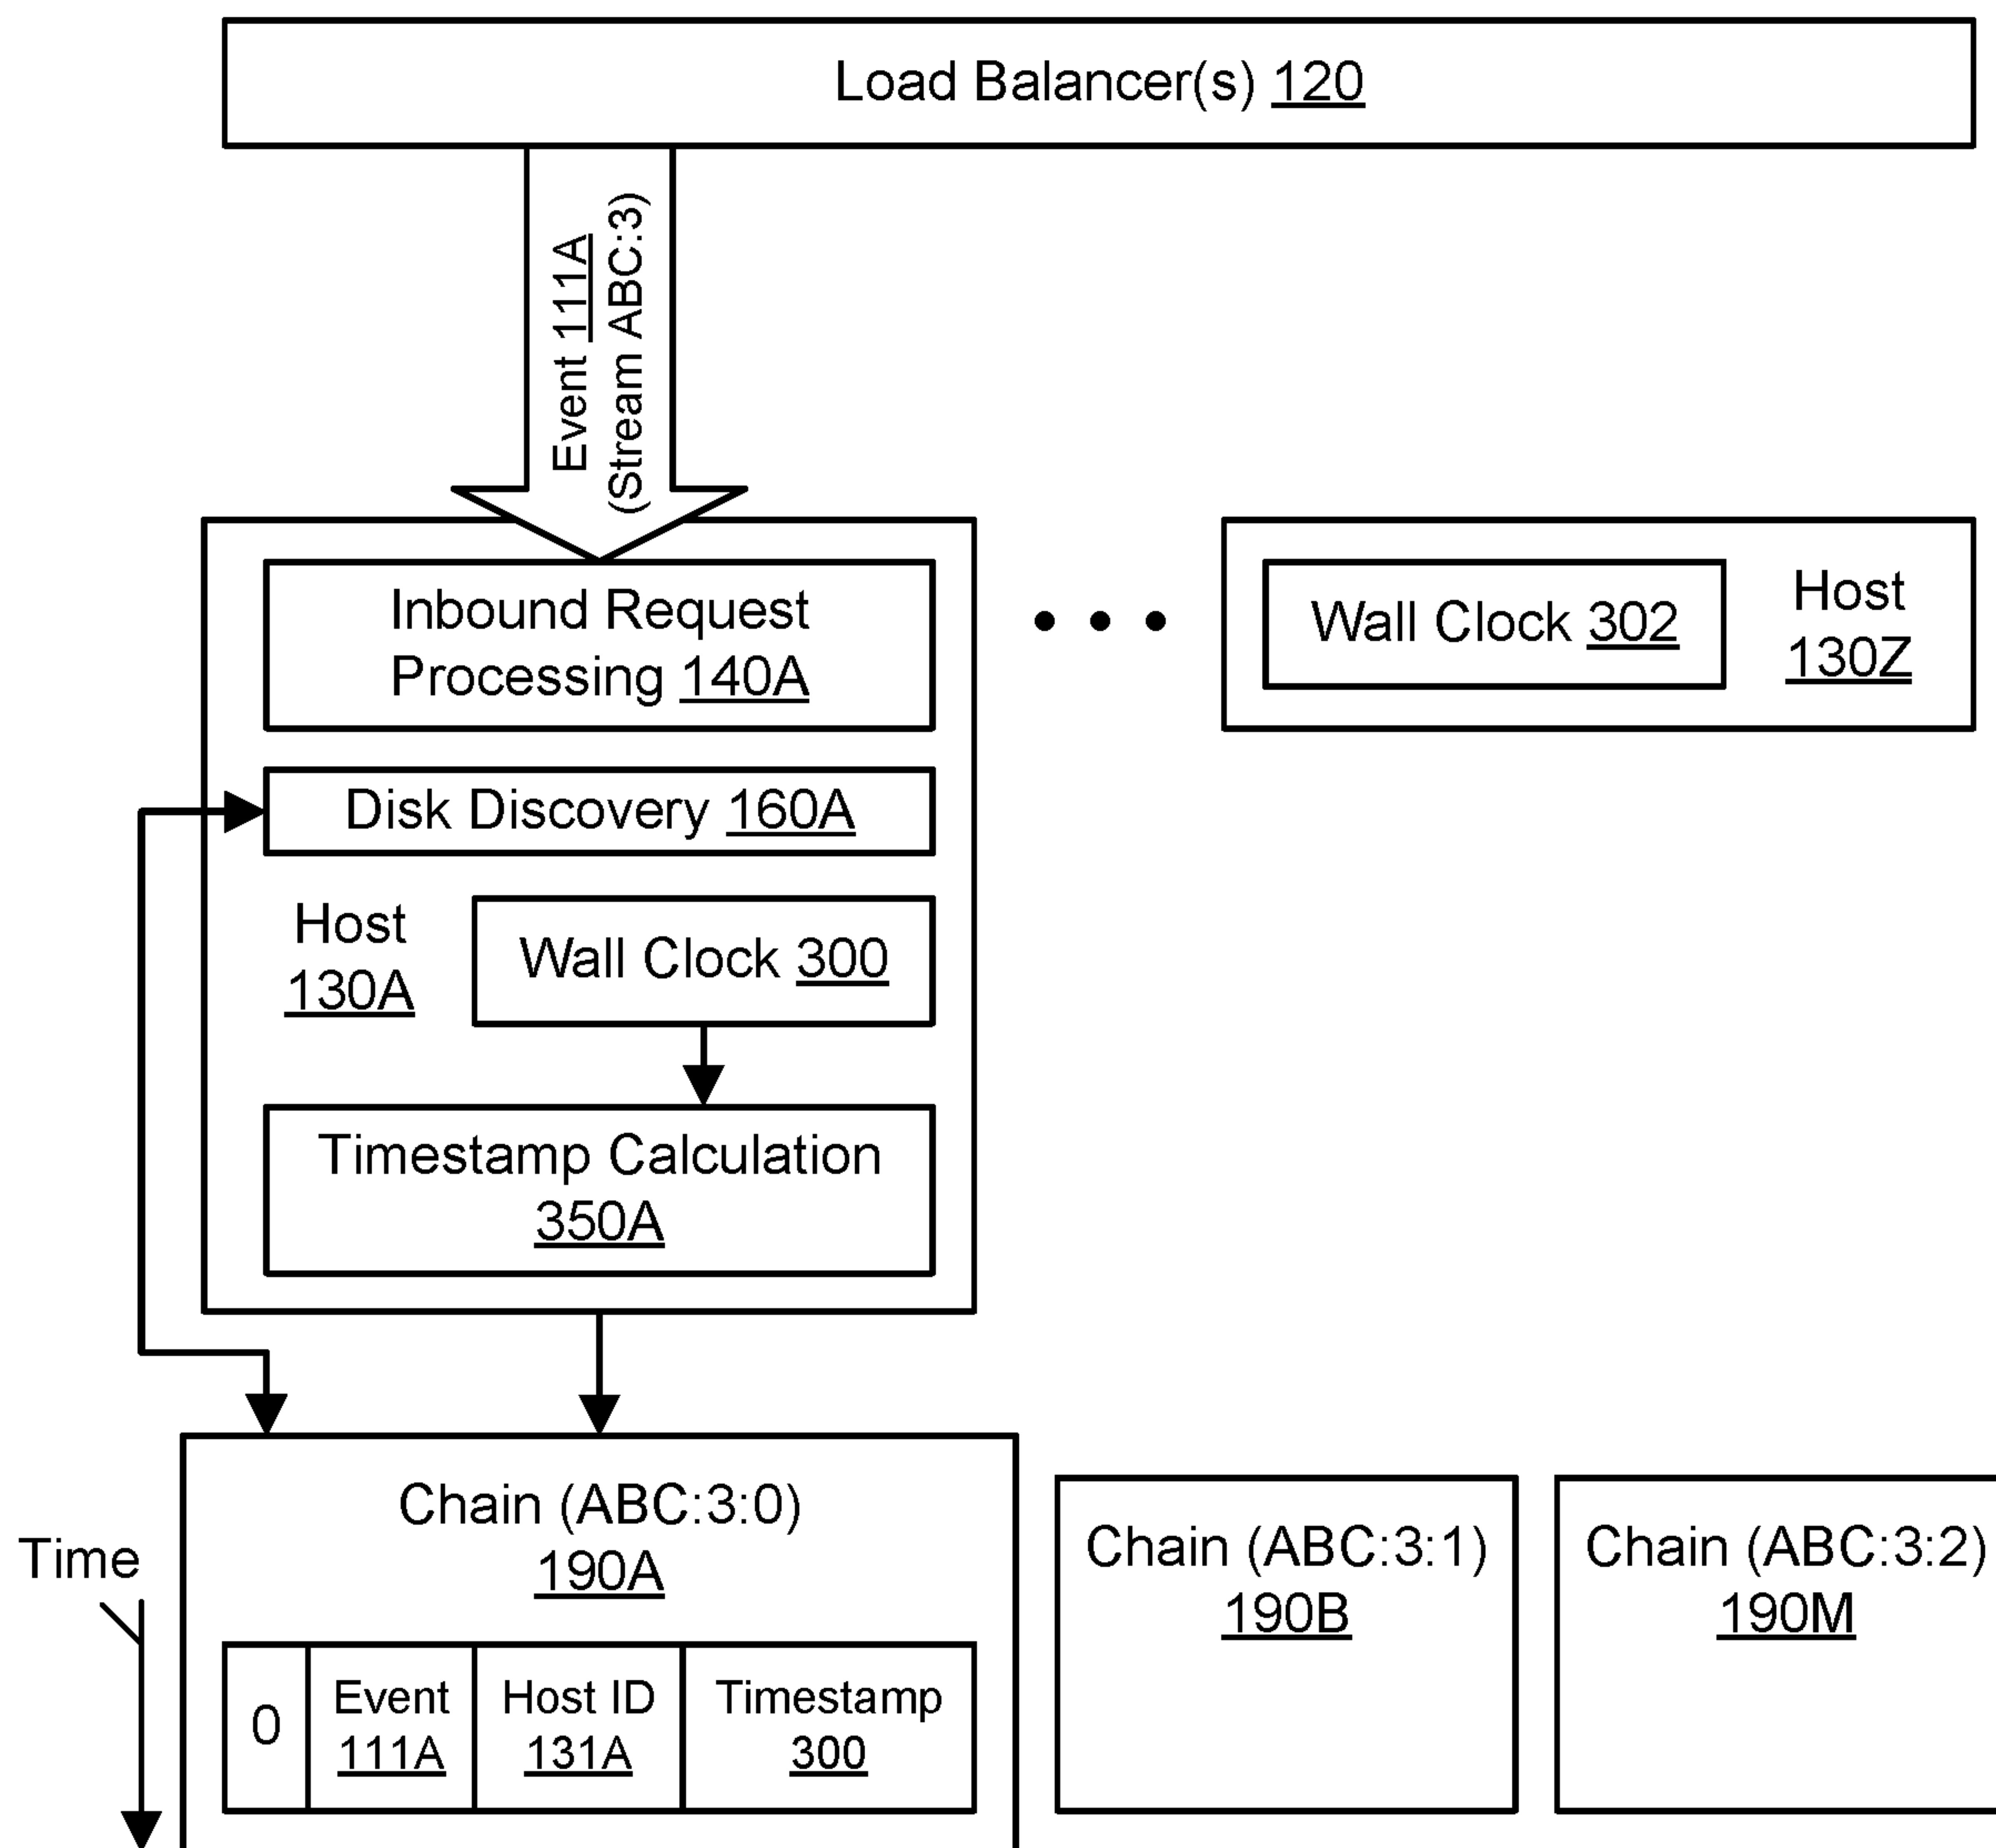 Load Balancer(s) 120
Event 111A
(Stream ABC:3)
Inbound Request
Processing 140A
Wall Clock 302
Host
130Z
Disk Discovery 160A
Host
130A
Wall Clock 300
Timestamp Calculation
350A
Time
Chain (ABC:3:0)
190A
0
Event
111A
Host ID
131A
Timestamp
300
Chain (ABC:3:1)
190B
Chain (ABC:3:2)
190M